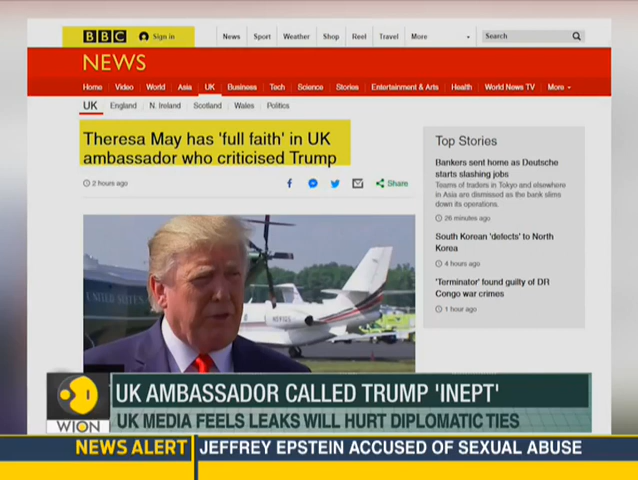 BBC Sign in News Sport Weather Shop Reel Travel More Search
NEWS
Home Video World Asia UK Business Tech Science Stories Entertainment & Arts Health World News TV More
UK England N. Ireland Scotland Wales Politics
Theresa May has 'full faith' in UK
ambassador who criticised Trump
2 hours ago
Share
Top Stories
Bankers sent home as Deutsche
starts slashing jobs
Teams of traders in Tokyo and elsewhere
in Asia are dismissed as the bank slims
down its operations.
26 minutes ago
South Korean 'defects' to North
Korea
4 hours ago
'Terminator' found guilty of DR
Congo war crimes
1 hour ago
UNITED STATES
UK AMBASSADOR CALLED TRUMP 'INEPT'
UK MEDIA FEELS LEAKS WILL HURT DIPLOMATIC TIES
WION
NEWS ALERT JEFFREY EPSTEIN ACCUSED OF SEXUAL ABUSE